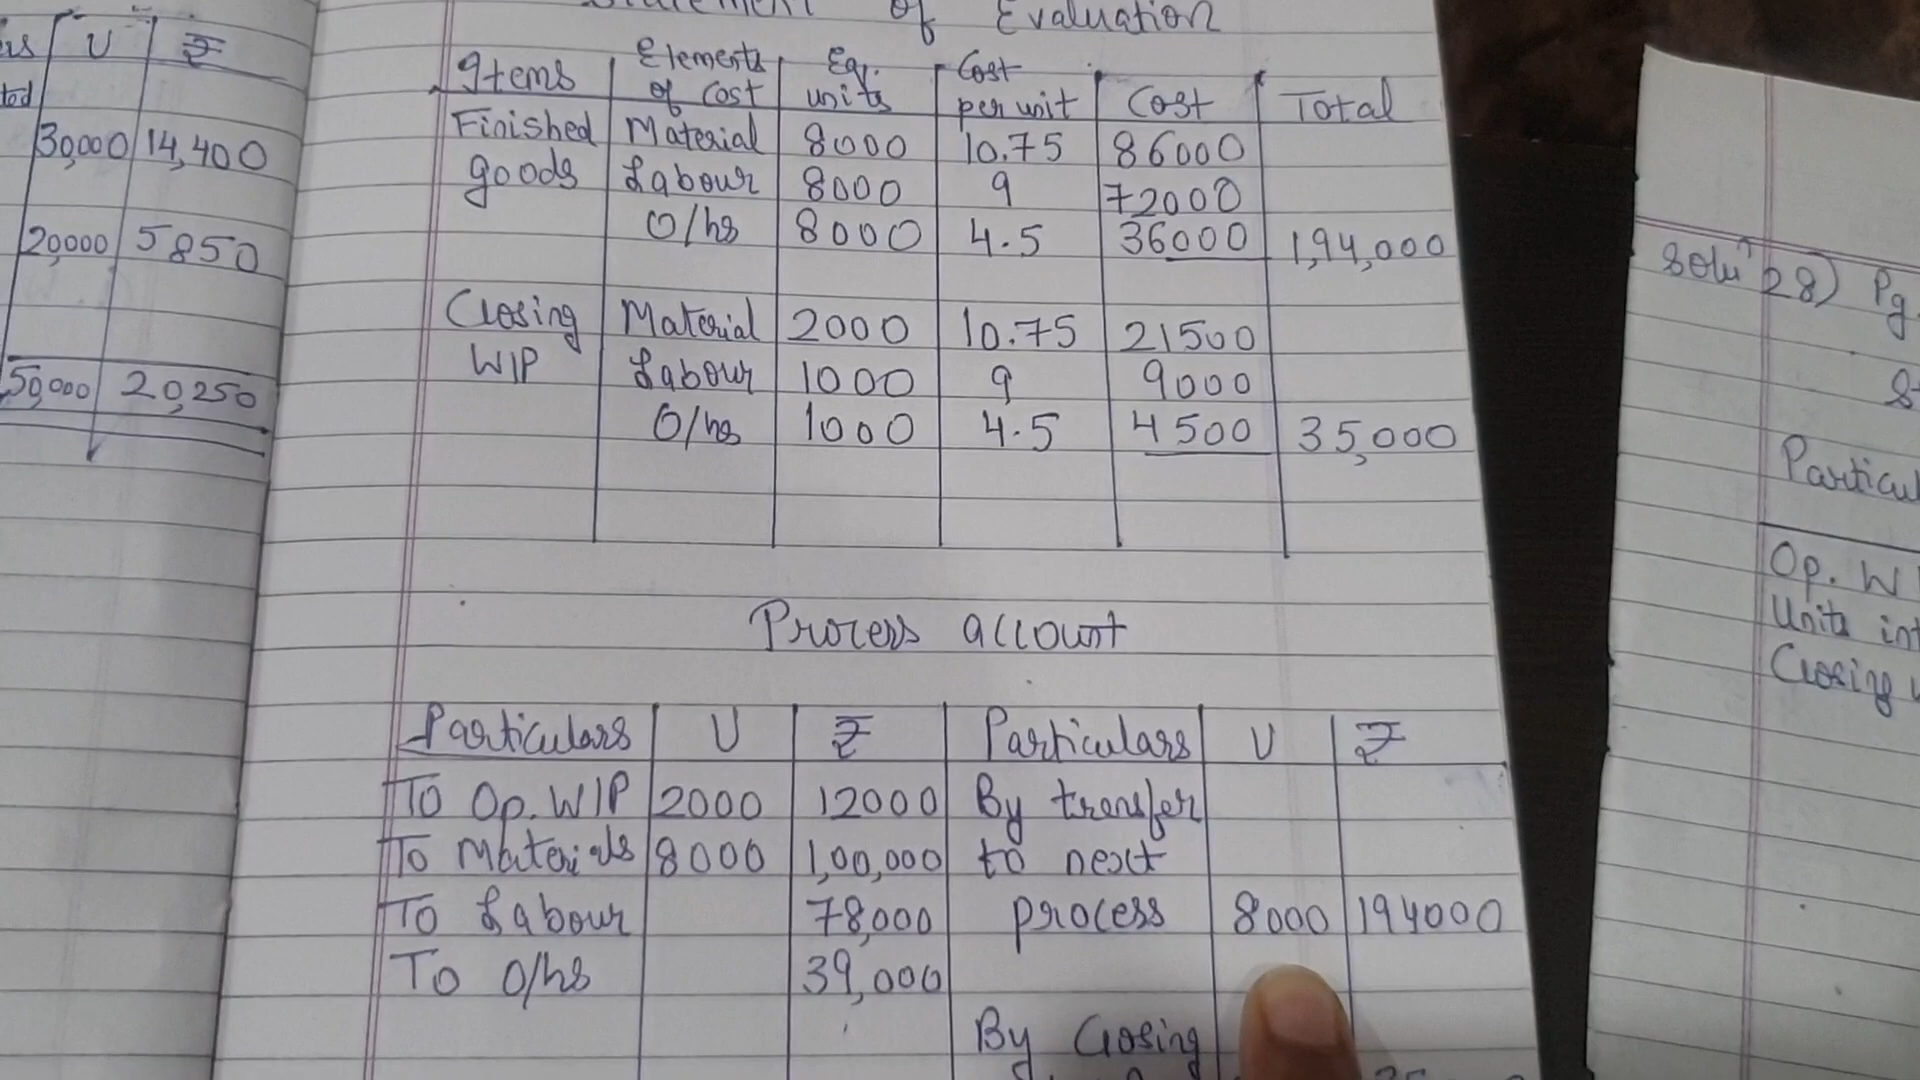 Statement of Evaluation
U ₹
30,000 14,400
20,000 5850
50,000 20,250
Items Elements of cost Eq. units Cost per unit Cost Total
Finished Material 8000 10.75 86000
goods Labour 8000 9 72000
O/hs 8000 4.5 36000 1,94,000
Closing Material 2000 10.75 21500
WIP Labour 1000 9 9000
O/hs 1000 4.5 4500 35,000
Process account
Particulars U ₹ Particulars U ₹
To Op. WIP 2000 12000 By transfer
To Materials 8000 1,00,000 to next
To Labour 78,000 process 8000 194000
To O/hs 39,000
By Closing
Solun 28) Pg.
Particul
Op. W
Units int
Closing